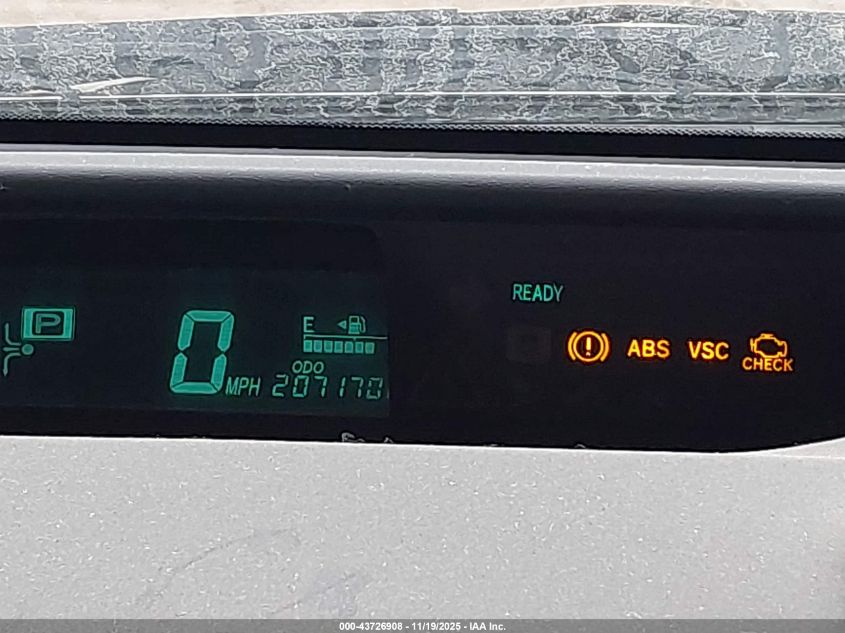 READY
P
E
0 MPH
ODO
207170
ABS VSC
CHECK
000-43726908 - 11/19/2025 - IAA Inc.